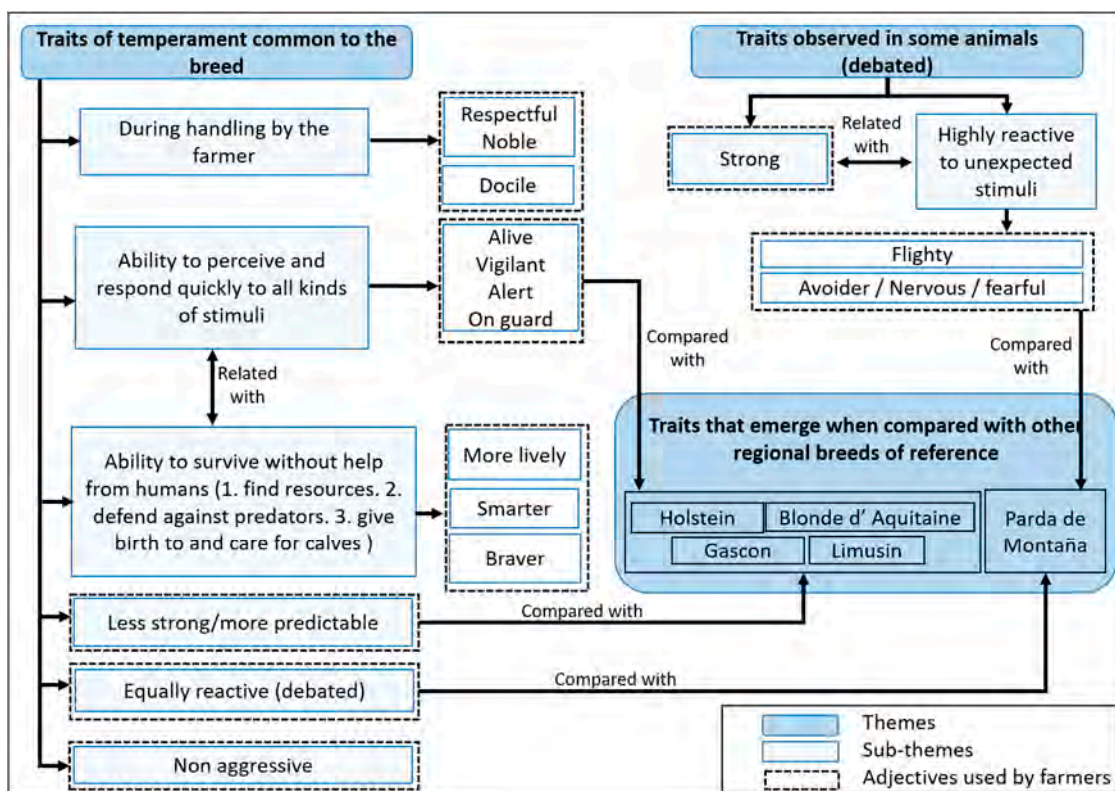 Traits of temperament common to the
breed
During handling by the
farmer
Respectful
Noble
Docile
Ability to perceive and
respond quickly to all kinds
of stimuli
Alive
Vigilant
Alert
On guard
Related
with
Ability to survive without help
from humans (1. find resources. 2.
defend against predators. 3. give
birth to and care for calves )
More lively
Smarter
Braver
Less strong/more predictable
Compared with
Equally reactive (debated)
Compared with
Non aggressive
Traits observed in some animals
(debated)
Strong
Related
with
Highly reactive
to unexpected
stimuli
Flighty
Avoider / Nervous / fearful
Compared
with
Compared
with
Traits that emerge when compared with other
regional breeds of reference
Holstein
Blonde d' Aquitaine
Gascon
Limusin
Parda de
Montaña
Themes
Sub-themes
Adjectives used by farmers